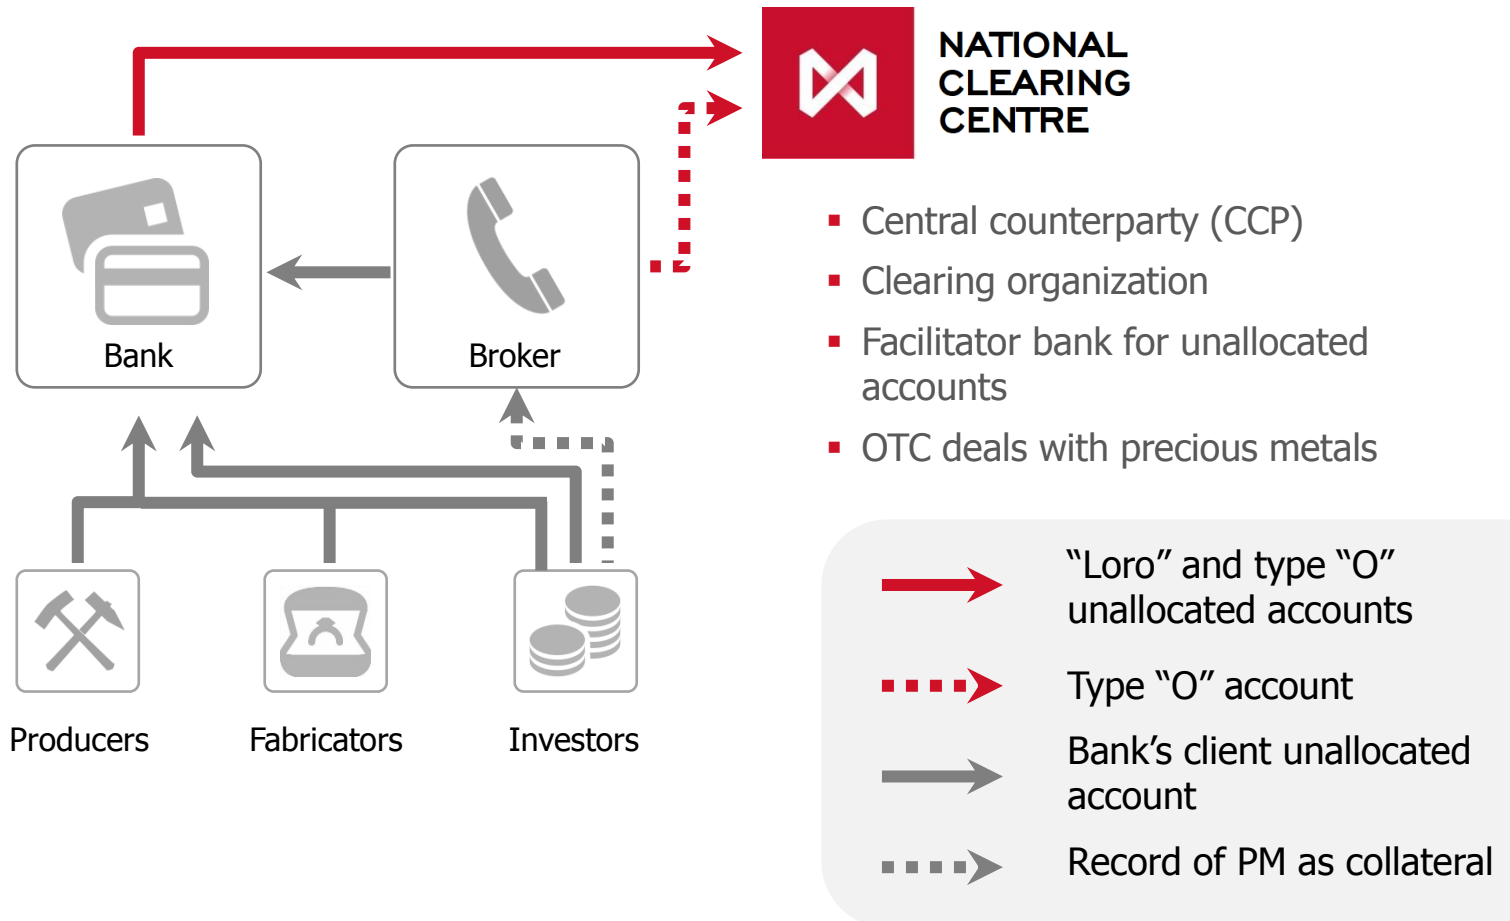 NATIONAL
CLEARING
CENTRE
Bank
Broker
▪ Central counterparty (CCP)
▪ Clearing organization
▪ Facilitator bank for unallocated
accounts
▪ OTC deals with precious metals
Producers
Fabricators
Investors
“Loro” and type “O”
unallocated accounts
Type “O” account
Bank’s client unallocated
account
Record of PM as collateral